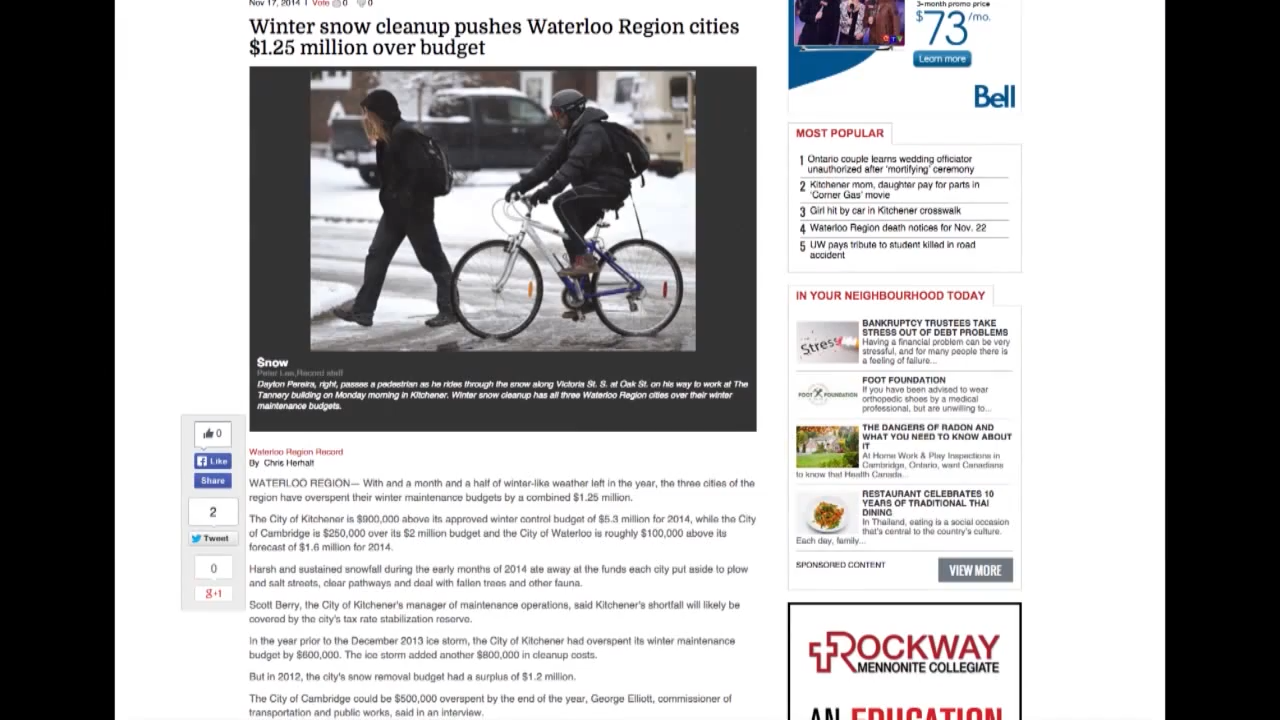 Nov 17, 2014 | Vote 0 0
Winter snow cleanup pushes Waterloo Region cities
$1.25 million over budget
Snow
Peter Lee,Record staff
Dayton Pereira, right, passes a pedestrian as he rides through the snow along Victoria St. S. at Oak St. on his way to work at The
Tannery building on Monday morning in Kitchener. Winter snow cleanup has all three Waterloo Region cities over their winter
maintenance budgets.
0
Like
Share
2
Tweet
0
g+1
Waterloo Region Record
By Chris Herhalt
WATERLOO REGION— With and a month and a half of winter-like weather left in the year, the three cities of the
region have overspent their winter maintenance budgets by a combined $1.25 million.
The City of Kitchener is $900,000 above its approved winter control budget of $5.3 million for 2014, while the City
of Cambridge is $250,000 over its $2 million budget and the City of Waterloo is roughly $100,000 above its
forecast of $1.6 million for 2014.
Harsh and sustained snowfall during the early months of 2014 ate away at the funds each city put aside to plow
and salt streets, clear pathways and deal with fallen trees and other fauna.
Scott Berry, the City of Kitchener's manager of maintenance operations, said Kitchener's shortfall will likely be
covered by the city's tax rate stabilization reserve.
In the year prior to the December 2013 ice storm, the City of Kitchener had overspent its winter maintenance
budget by $600,000. The ice storm added another $800,000 in cleanup costs.
But in 2012, the city's snow removal budget had a surplus of $1.2 million.
The City of Cambridge could be $500,000 overspent by the end of the year, George Elliott, commissioner of
transportation and public works, said in an interview.
3-month promo price
$73/mo.
Learn more
CTV
Bell
MOST POPULAR
1 Ontario couple learns wedding officiator
unauthorized after 'mortifying' ceremony
2 Kitchener mom, daughter pay for parts in
'Corner Gas' movie
3 Girl hit by car in Kitchener crosswalk
4 Waterloo Region death notices for Nov. 22
5 UW pays tribute to student killed in road
accident
IN YOUR NEIGHBOURHOOD TODAY
Stress
BANKRUPTCY TRUSTEES TAKE
STRESS OUT OF DEBT PROBLEMS
Having a financial problem can be very
stressful, and for many people there is
a feeling of failure...
FOOT FOUNDATION
FOOT FOUNDATION
If you have been advised to wear
orthopedic shoes by a medical
professional, but are unwilling to...
THE DANGERS OF RADON AND
WHAT YOU NEED TO KNOW ABOUT
IT
At Home Work & Play Inspections in
Cambridge, Ontario, want Canadians
to know that Health Canada...
RESTAURANT CELEBRATES 10
YEARS OF TRADITIONAL THAI
DINING
In Thailand, eating is a social occasion
that's central to the country's culture.
Each day, family...
SPONSORED CONTENT
VIEW MORE
ROCKWAY
MENNONITE COLLEGIATE
AN EDUCATION